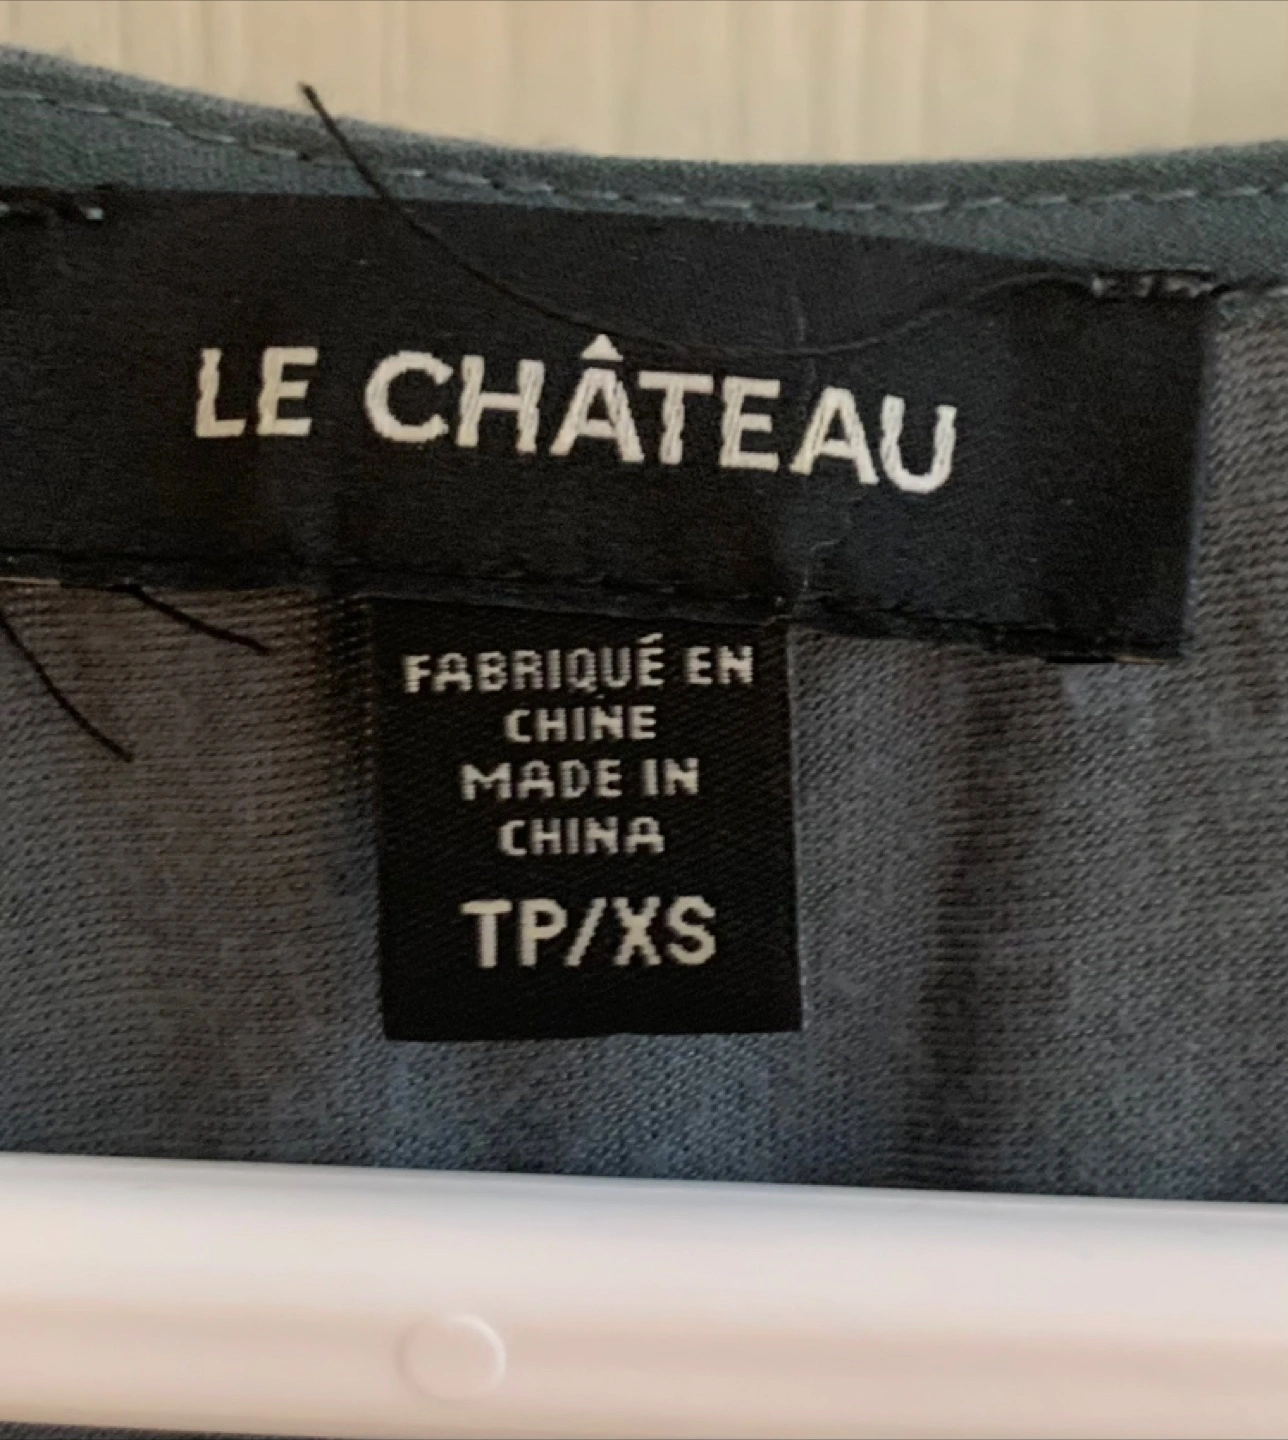 LE CHÂTEAU
FABRIQUÉ EN
CHINE
MADE IN
CHINA
TP/XS